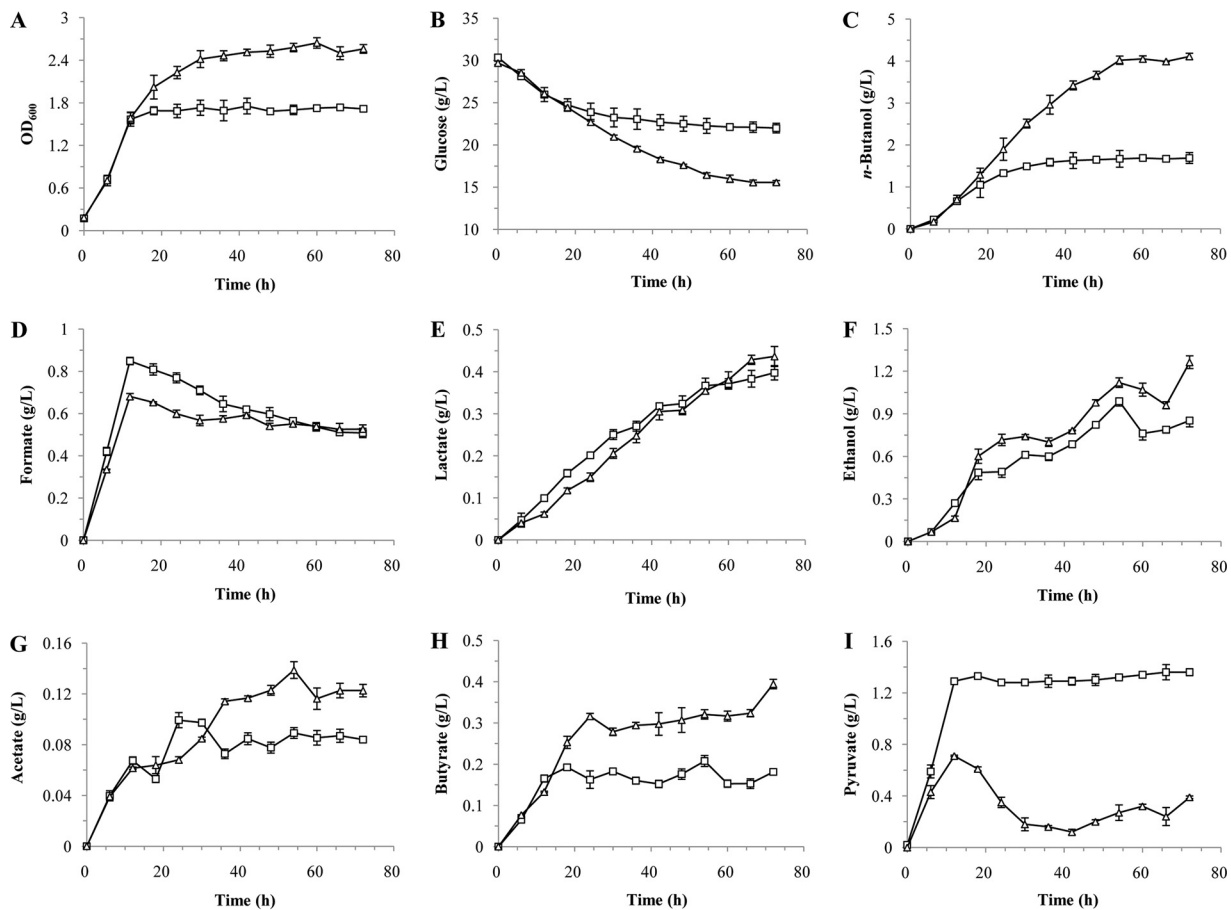 A
3
2.4
1.8
1.2
0.6
0
OD600
0 20 40 60 80
Time (h)
B
35
30
25
20
15
10
Glucose (g/L)
0 20 40 60 80
Time (h)
C
5
4
3
2
1
0
n-Butanol (g/L)
0 20 40 60 80
Time (h)
D
1
0.8
0.6
0.4
0.2
0
Formate (g/L)
0 20 40 60 80
Time (h)
E
0.5
0.4
0.3
0.2
0.1
0
Lactate (g/L)
0 20 40 60 80
Time (h)
F
1.5
1.2
0.9
0.6
0.3
0
Ethanol (g/L)
0 20 40 60 80
Time (h)
G
0.16
0.12
0.08
0.04
0
Acetate (g/L)
0 20 40 60 80
Time (h)
H
0.5
0.4
0.3
0.2
0.1
0
Butyrate (g/L)
0 20 40 60 80
Time (h)
I
1.6
1.2
0.8
0.4
0
Pyruvate (g/L)
0 20 40 60 80
Time (h)